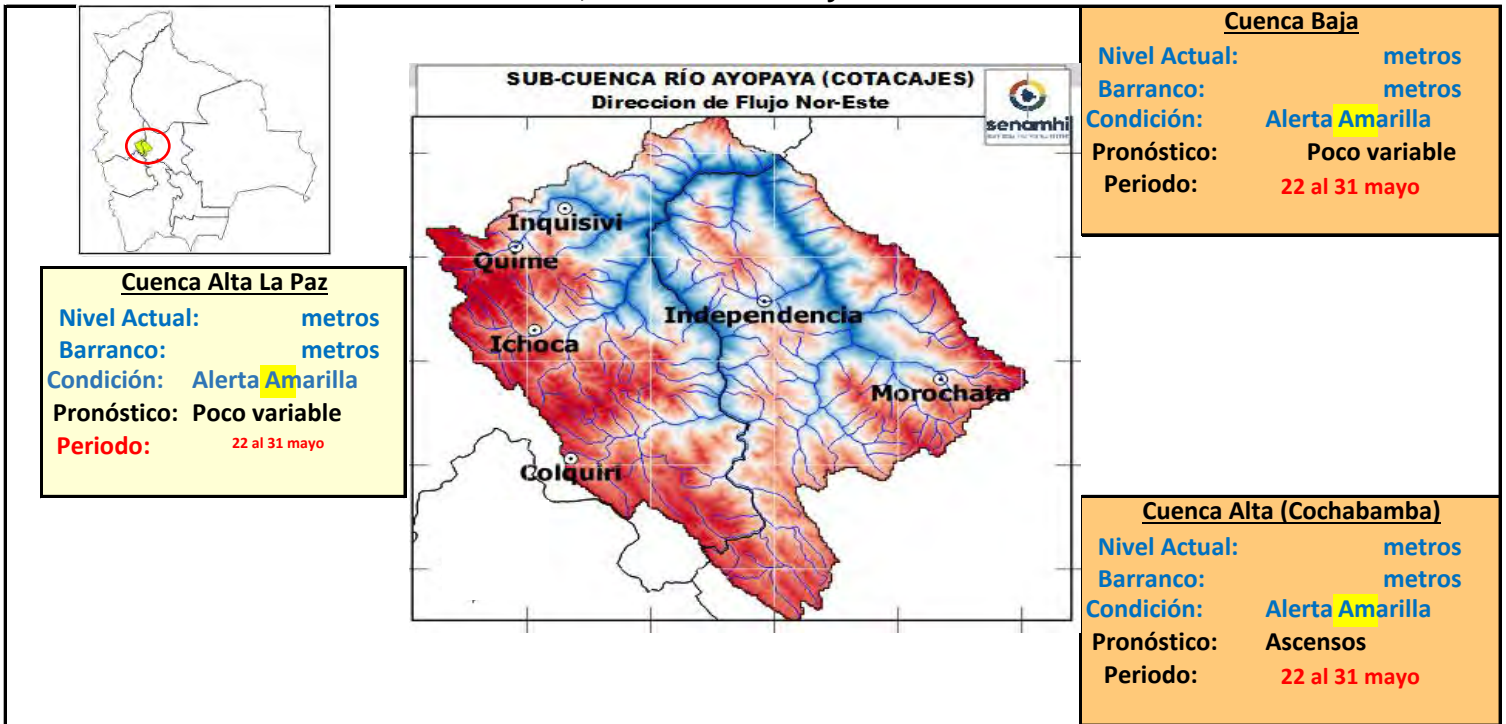 Cuenca Baja
Nivel Actual: metros
Barranco: metros
Condición: Alerta Amarilla
Pronóstico: Poco variable
Periodo: 22 al 31 mayo
SUB-CUENCA RÍO AYOPAYA (COTACAJES)
Direccion de Flujo Nor-Este
senamhi
Inquisivi
Quime
Independencia
Ichoca
Morochata
Colquiri
Cuenca Alta La Paz
Nivel Actual: metros
Barranco: metros
Condición: Alerta Amarilla
Pronóstico: Poco variable
Periodo: 22 al 31 mayo
Cuenca Alta (Cochabamba)
Nivel Actual: metros
Barranco: metros
Condición: Alerta Amarilla
Pronóstico: Ascensos
Periodo: 22 al 31 mayo